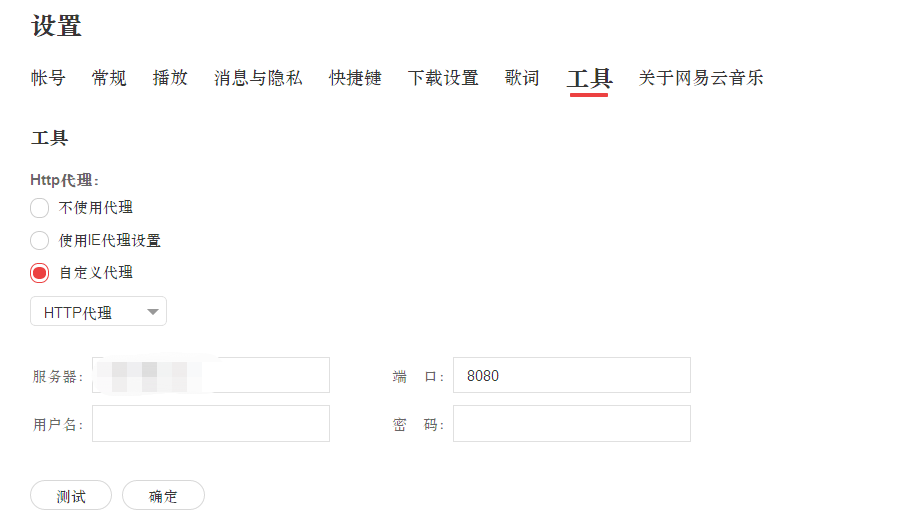 设置
帐号 常规 播放 消息与隐私 快捷键 下载设置 歌词 工具 关于网易云音乐
工具
Http代理:
不使用代理
使用IE代理设置
自定义代理
HTTP代理
服务器: 端 口: 8080
用户名: 密 码:
测试 确定